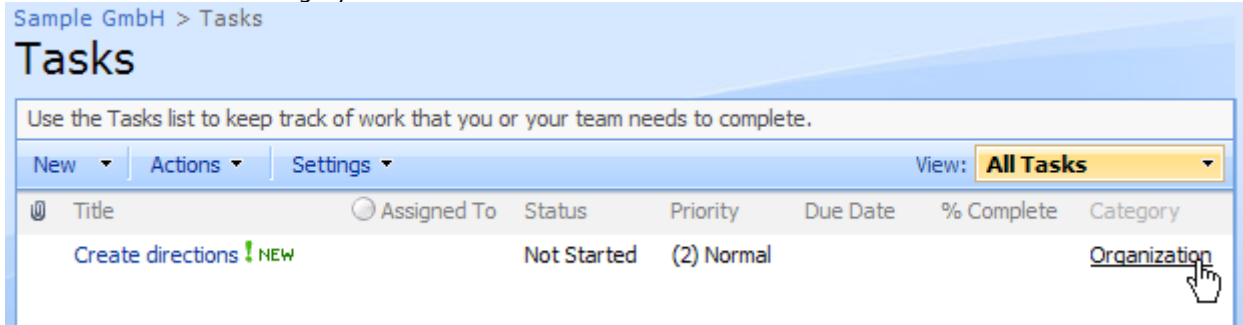 Sample GmbH > Tasks
Tasks
Use the Tasks list to keep track of work that you or your team needs to complete.
New Actions Settings View: All Tasks
Title Assigned To Status Priority Due Date % Complete Category
Create directions ! NEW Not Started (2) Normal Organization